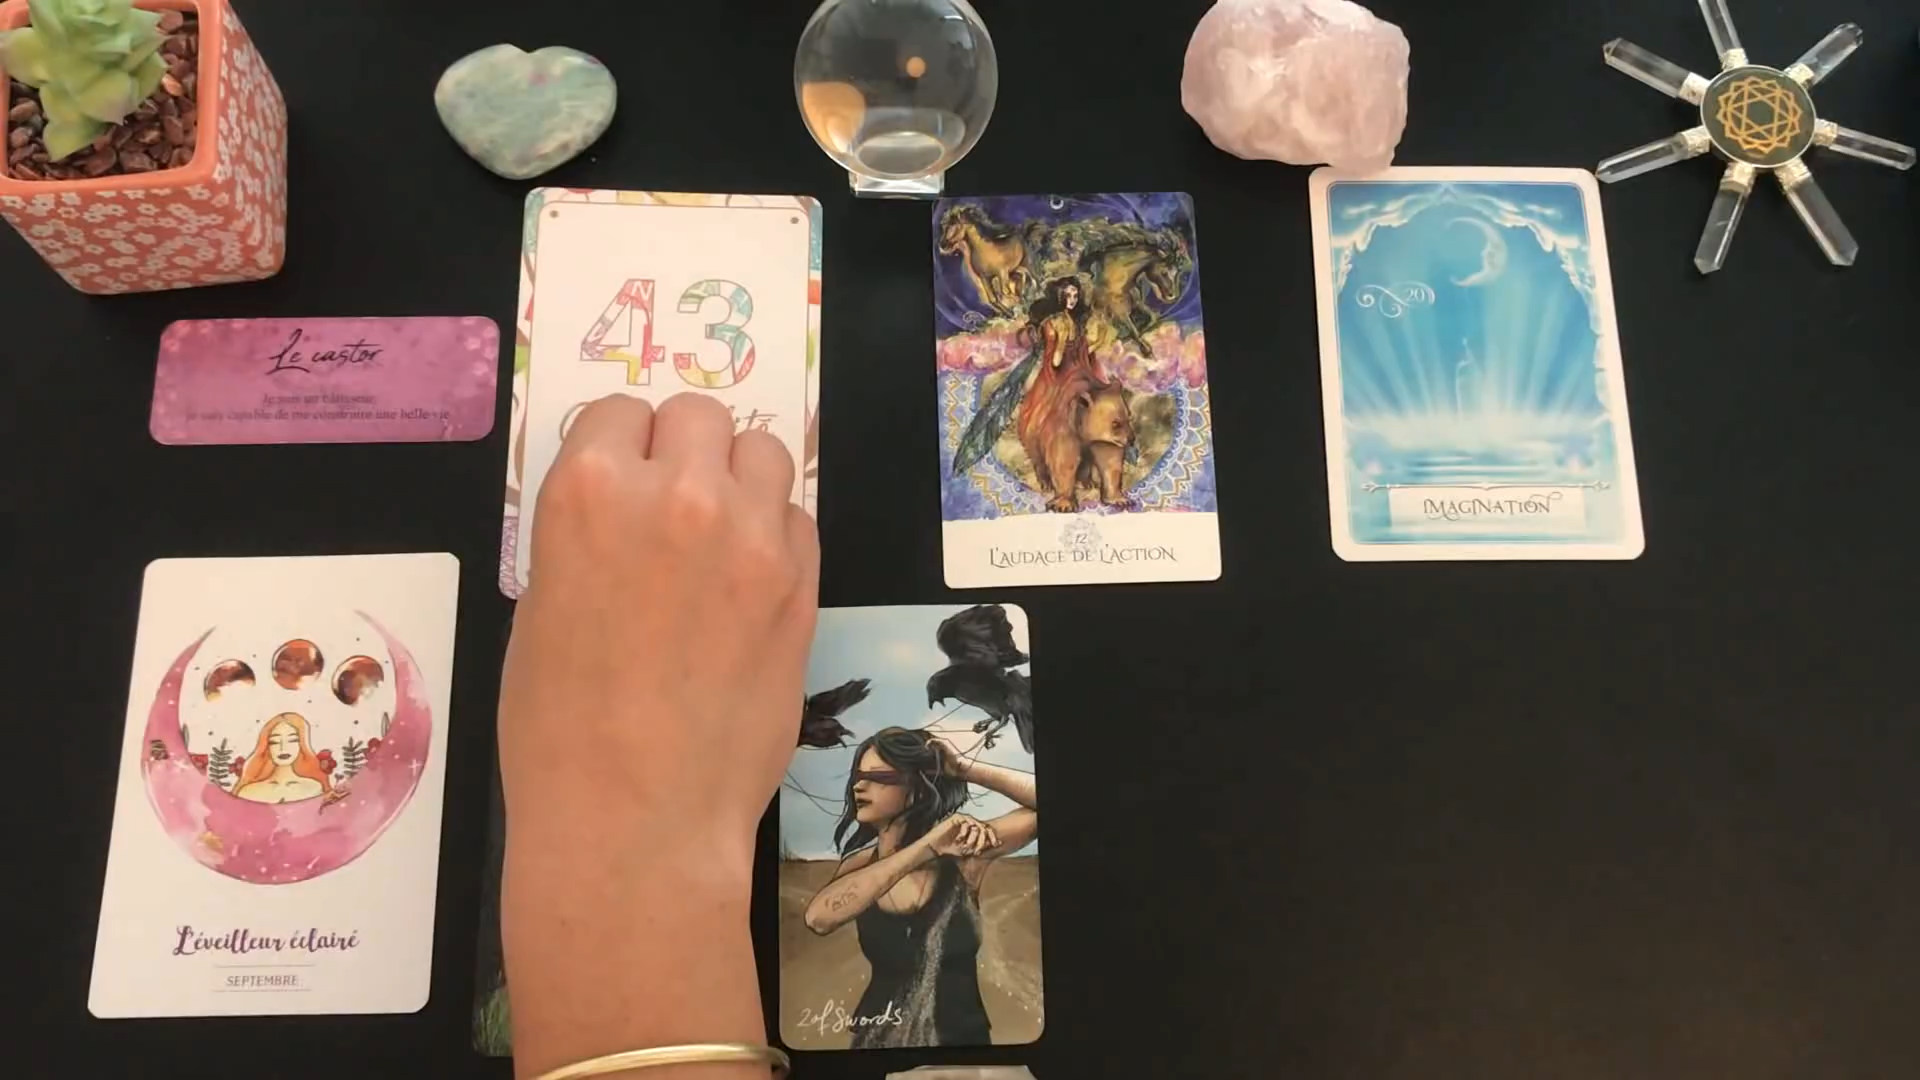 Le castor
Je suis un bâtisseur,
je suis capable de me construire une belle vie
43
12
L'AUDACE DE L'ACTION
20
IMAGINATION
L'éveilleur éclairé
SEPTEMBRE
2 of Swords